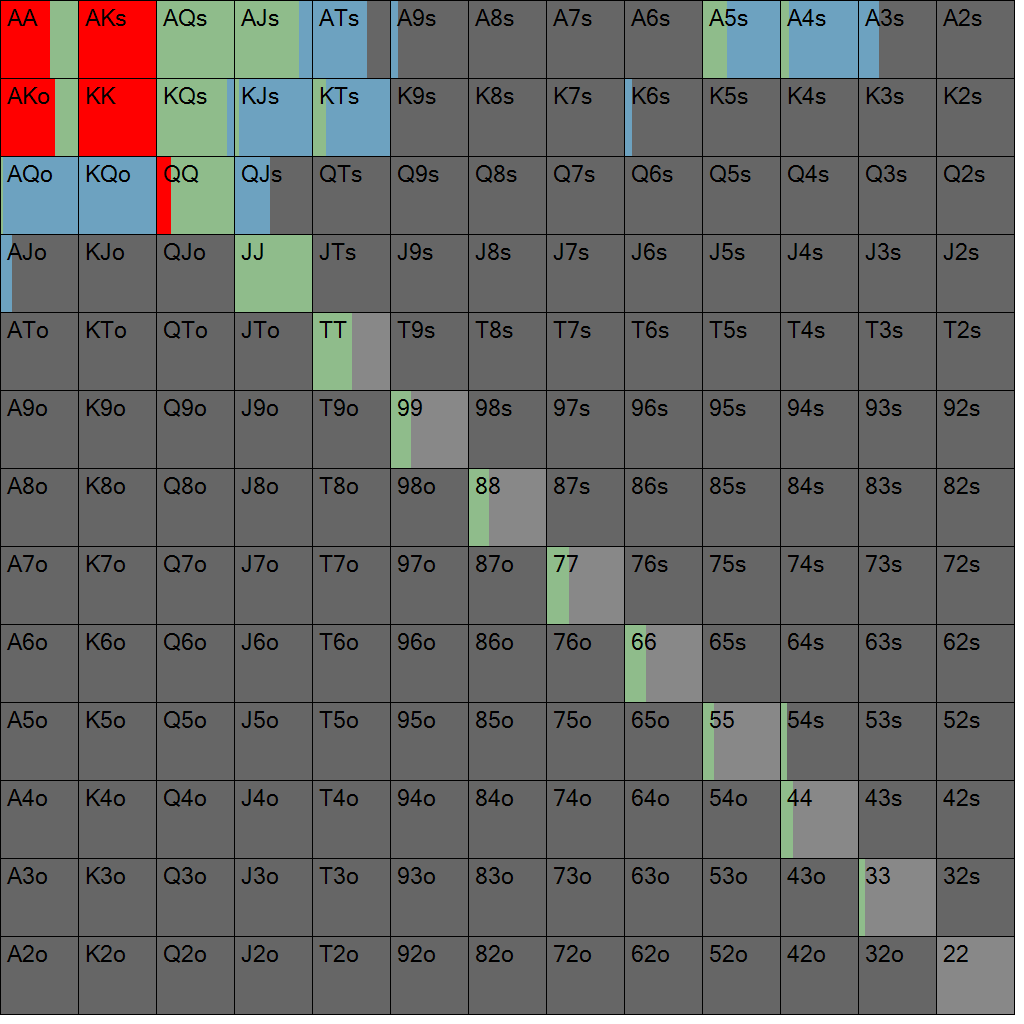 AA AKs AQs AJs ATs A9s A8s A7s A6s A5s A4s A3s A2s
AKo KK KQs KJs KTs K9s K8s K7s K6s K5s K4s K3s K2s
AQo KQo QQ QJs QTs Q9s Q8s Q7s Q6s Q5s Q4s Q3s Q2s
AJo KJo QJo JJ JTs J9s J8s J7s J6s J5s J4s J3s J2s
ATo KTo QTo JTo TT T9s T8s T7s T6s T5s T4s T3s T2s
A9o K9o Q9o J9o T9o 99 98s 97s 96s 95s 94s 93s 92s
A8o K8o Q8o J8o T8o 98o 88 87s 86s 85s 84s 83s 82s
A7o K7o Q7o J7o T7o 97o 87o 77 76s 75s 74s 73s 72s
A6o K6o Q6o J6o T6o 96o 86o 76o 66 65s 64s 63s 62s
A5o K5o Q5o J5o T5o 95o 85o 75o 65o 55 54s 53s 52s
A4o K4o Q4o J4o T4o 94o 84o 74o 64o 54o 44 43s 42s
A3o K3o Q3o J3o T3o 93o 83o 73o 63o 53o 43o 33 32s
A2o K2o Q2o J2o T2o 92o 82o 72o 62o 52o 42o 32o 22